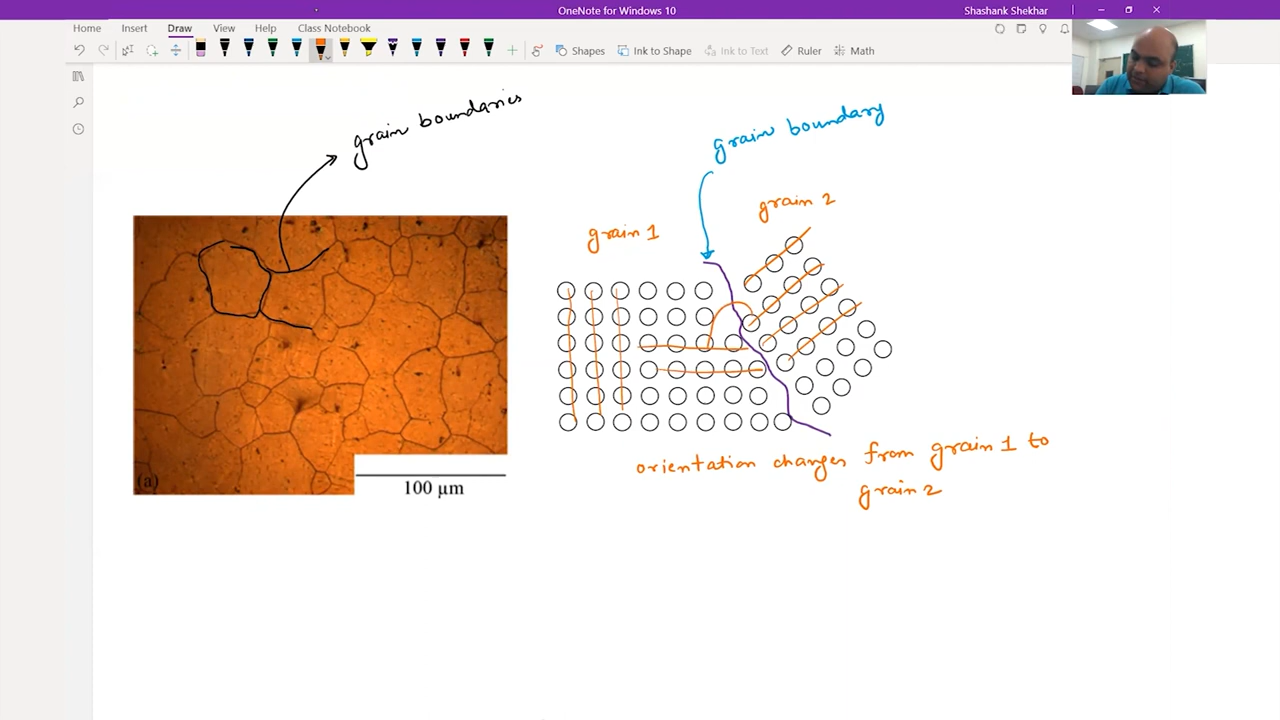 OneNote for Windows 10
Shashank Shekhar
Home Insert Draw View Help Class Notebook
Shapes Ink to Shape Ink to Text Ruler Math
grain boundaries
grain boundary
grain 1
grain 2
(a)
100 μm
orientation changes from grain 1 to
grain 2